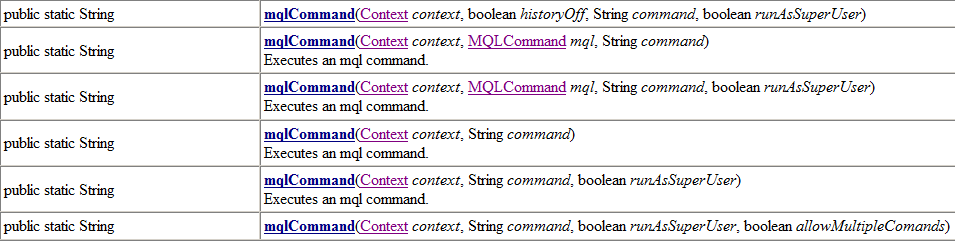 public static String mqlCommand(Context context, boolean historyOff, String command, boolean runAsSuperUser)
public static String mqlCommand(Context context, MQLCommand mql, String command)
Executes an mql command.
public static String mqlCommand(Context context, MQLCommand mql, String command, boolean runAsSuperUser)
Executes an mql command.
public static String mqlCommand(Context context, String command)
Executes an mql command.
public static String mqlCommand(Context context, String command, boolean runAsSuperUser)
Executes an mql command.
public static String mqlCommand(Context context, String command, boolean runAsSuperUser, boolean allowMultipleComands)